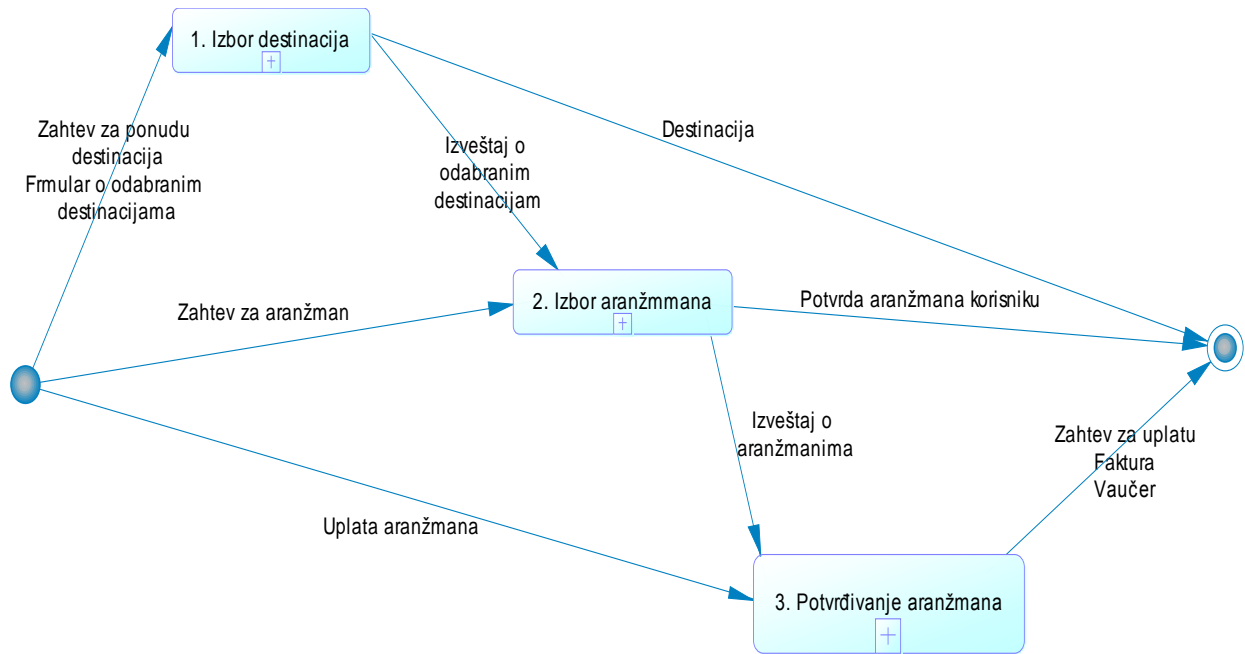 1. Izbor destinacija
Zahtev za ponudu
destinacija
Frmular o odabranim
destinacijama
Izveštaj o
odabranim
destinacijam
Destinacija
Zahtev za aranžman
2. Izbor aranžmmana
Potvrda aranžmana korisniku
Izveštaj o
aranžmanima
Zahtev za uplatu
Faktura
Vaučer
Uplata aranžmana
3. Potvrđivanje aranžmana